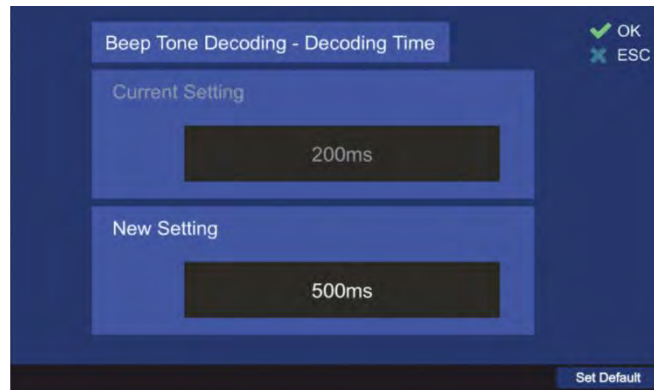 Beep Tone Decoding - Decoding Time
OK
ESC
Current Setting
200ms
New Setting
500ms
Set Default